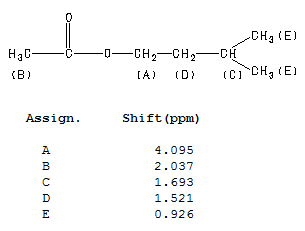 O
CH3(E)
H3C—C—O—CH2—CH2—CH
(B) (A) (D) (C) CH3(E)
Assign. Shift(ppm)
A 4.095
B 2.037
C 1.693
D 1.521
E 0.926